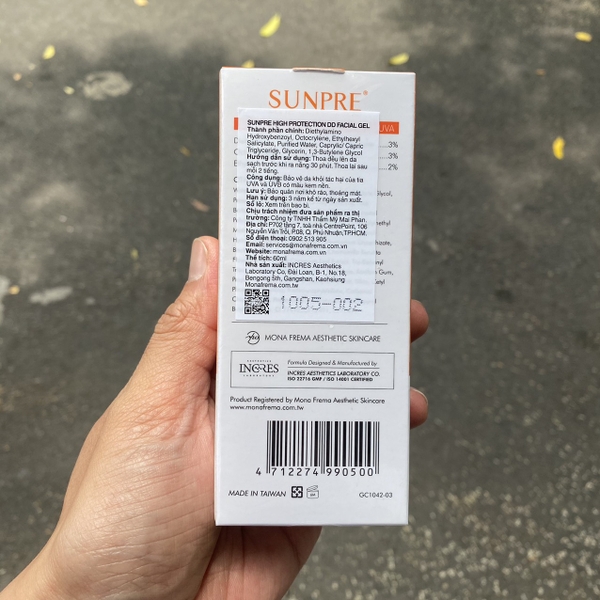 SUNPRE®
SUNPRE HIGH PROTECTION DD FACIAL GEL
Thành phần chính: Diethylamino
Hydroxybenzoyl, Octocrylene, Ethylhexyl
Salicylate, Purified Water, Caprylic/ Capric
Triglyceride, Glycerin, 1,3-Butylene Glycol
Hướng dẫn sử dụng: Thoa đều lên da
sạch trước khi ra nắng 30 phút. Thoa lại sau
mỗi 2 tiếng.
Công dụng: Bảo vệ da khỏi tác hại của tia
UVA và UVB có màu kem nền.
Lưu ý: Bảo quản nơi khô ráo, thoáng mát.
Hạn sử dụng: 3 năm kể từ ngày sản xuất.
Số lô: Xem trên bao bì.
Chịu trách nhiệm đưa sản phẩm ra thị
trường: Công ty TNHH Thẩm Mỹ Mai Phan.
Địa chỉ: P702 tầng 7, toà nhà CentrePoint, 106
Nguyễn Văn Trỗi, P.08, Q. Phú Nhuận,TPHCM.
Số điện thoại: 0902 513 905
Email: services@monafrema.com.vn
Website: monafrema.com.vn
Thể tích: 60ml
Nhà sản xuất: INCRES Aesthetics
Laboratory Co, Đài Loan, B-1, No.18,
Bengong 5th, Gangshan, Kaohsiung
Monafrema.com.tw
1005-002
UVA
3%
3%
2%
MONA FREMA AESTHETIC SKINCARE
AESTHETICS
INCRES
LABORATORY
Formula Designed & Manufactured by
INCRES AESTHETICS LABORATORY CO.
ISO 22716 GMP / ISO 14001 CERTIFIED
Product Registered by Mona Frema Aesthetic Skincare
www.monafrema.com.tw
4 712274 990500
MADE IN TAIWAN
GC1042-03